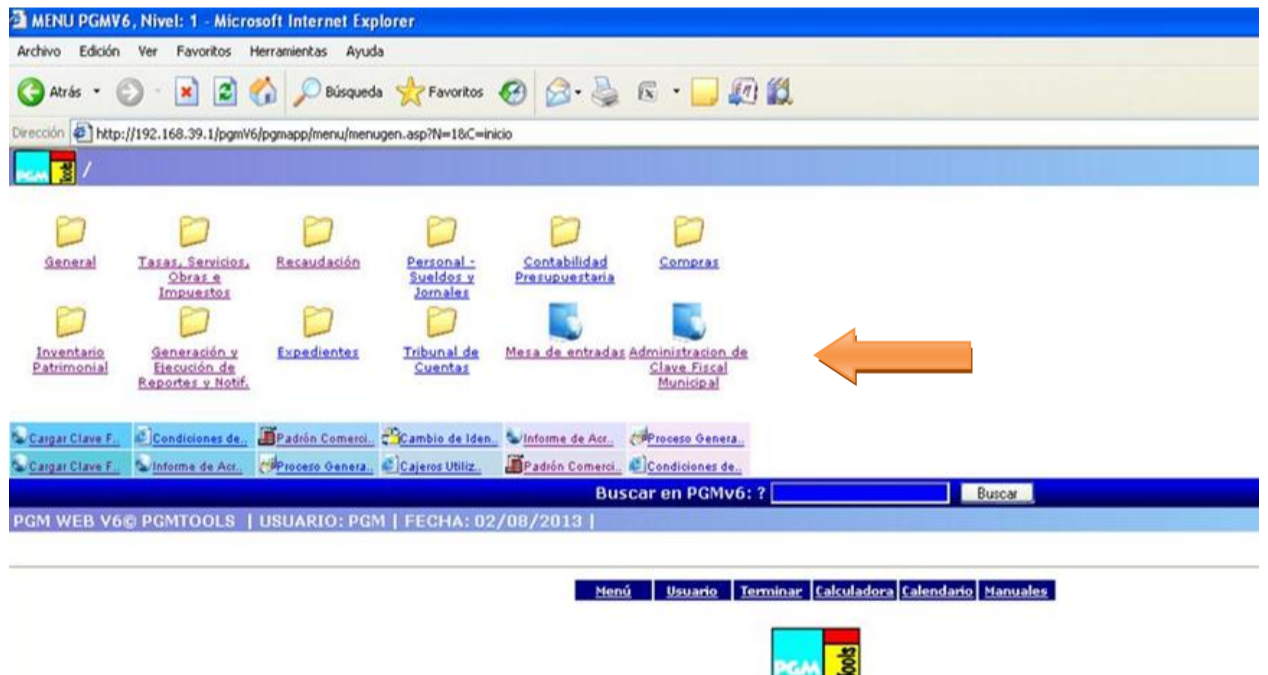 MENU PGMV6, Nivel: 1 - Microsoft Internet Explorer
Archivo Edición Ver Favoritos Herramientas Ayuda
Atrás Búsqueda Favoritos
Dirección http://192.168.39.1/pgmV6/pgmapp/menu/menugen.asp?N=1&C=inicio
PGM Tools /
General
Tasas, Servicios,
Obras e
Impuestos
Recaudación
Personal -
Sueldos y
Jornales
Contabilidad
Presupuestaria
Compras
Inventario
Patrimonial
Generación y
Ejecución de
Reportes y Notif.
Expedientes
Tribunal de
Cuentas
Mesa de entradas
Administracion de
Clave Fiscal
Municipal
Cargar Clave F.. Condiciones de.. Padrón Comerci.. Cambio de Iden.. Informe de Acr.. Proceso Genera..
Cargar Clave F.. Informe de Acr.. Proceso Genera.. Cajeros Utiliz.. Padrón Comerci.. Condiciones de..
Buscar en PGMv6: ? Buscar
PGM WEB V6© PGMTOOLS | USUARIO: PGM | FECHA: 02/08/2013 |
Menú Usuario Terminar Calculadora Calendario Manuales
PGM Tools